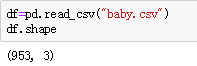 df=pd.read_csv("baby.csv")
df.shape
(953, 3)